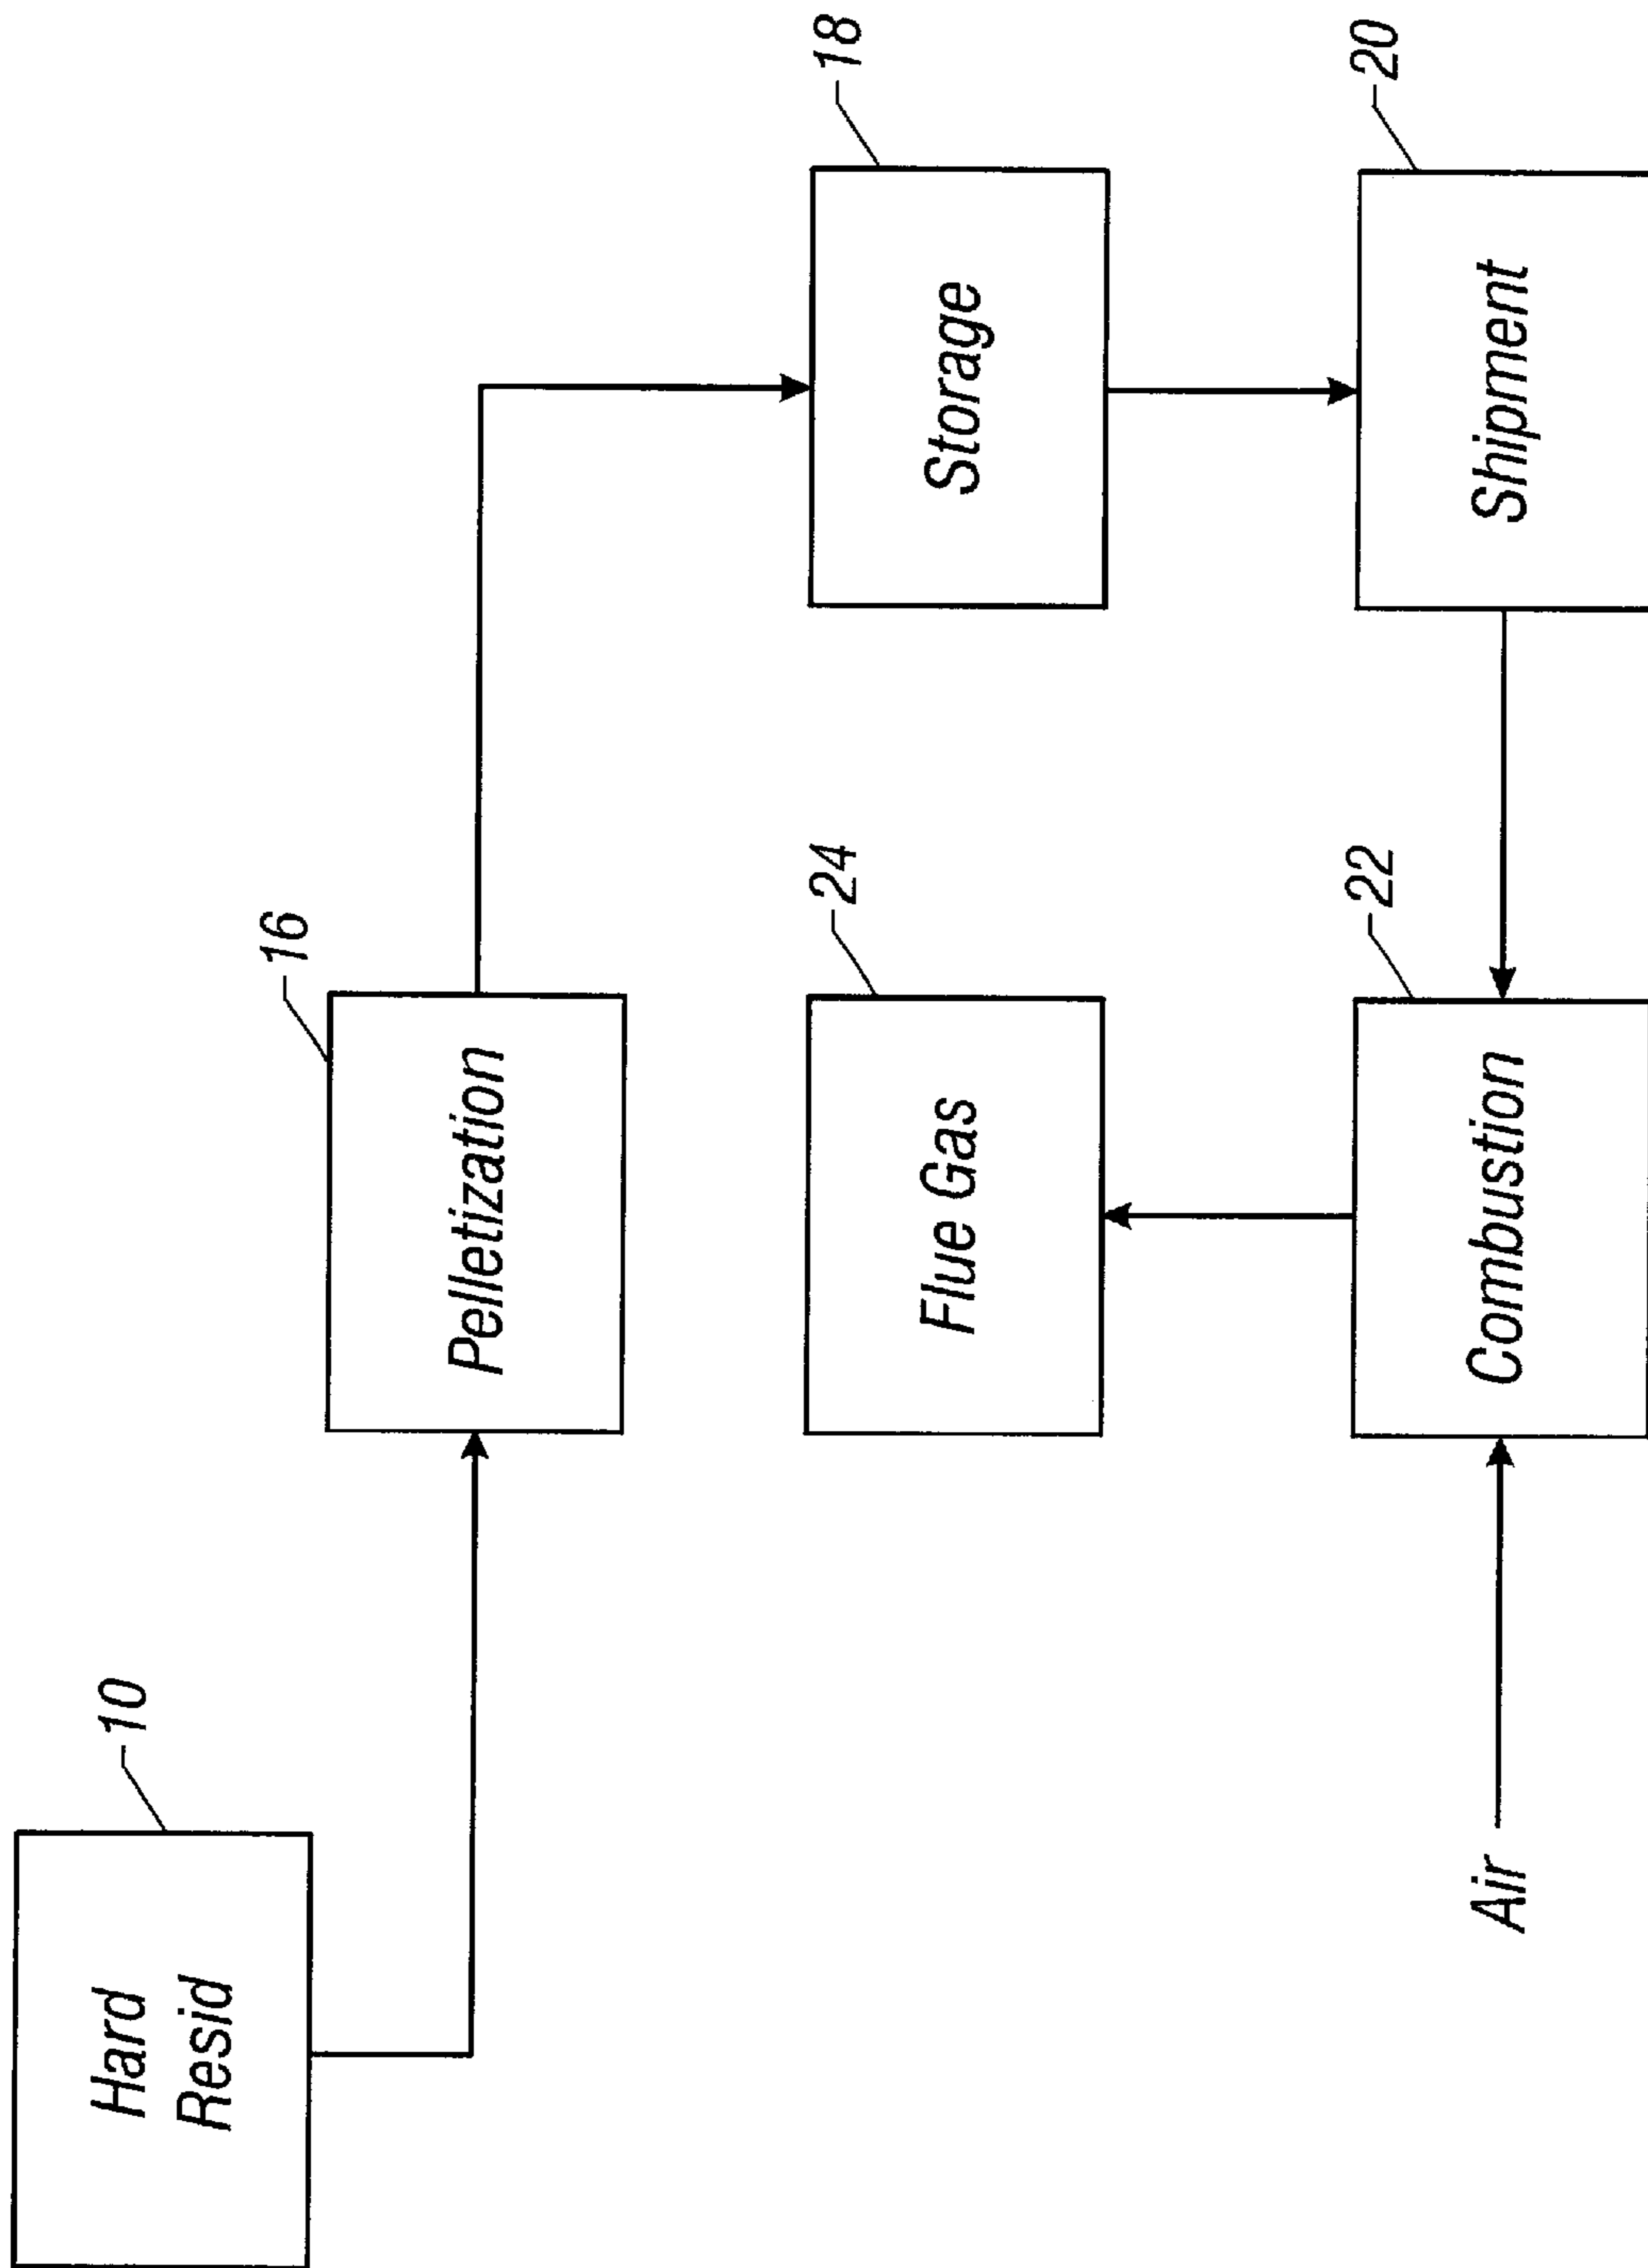 10
Hard
Resid
16
Pelletization
18
Storage
24
Flue Gas
20
Shipment
22
Combustion
Air